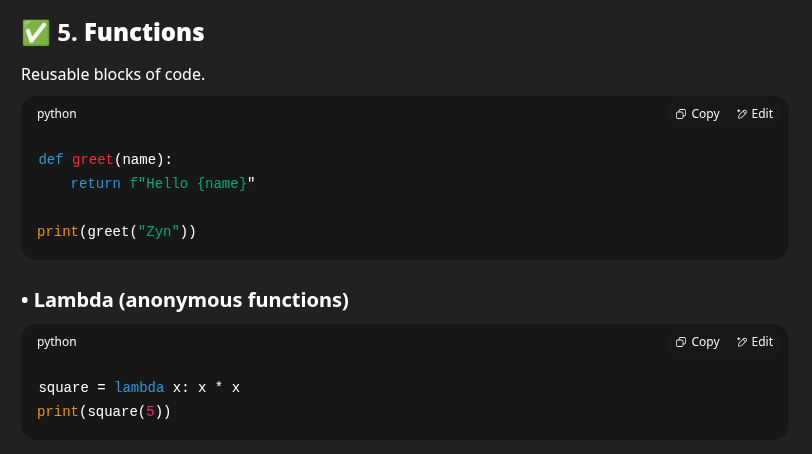 ✅ 5. Functions
Reusable blocks of code.
python Copy Edit
def greet(name):
    return f"Hello {name}"
print(greet("Zyn"))
• Lambda (anonymous functions)
python Copy Edit
square = lambda x: x * x
print(square(5))